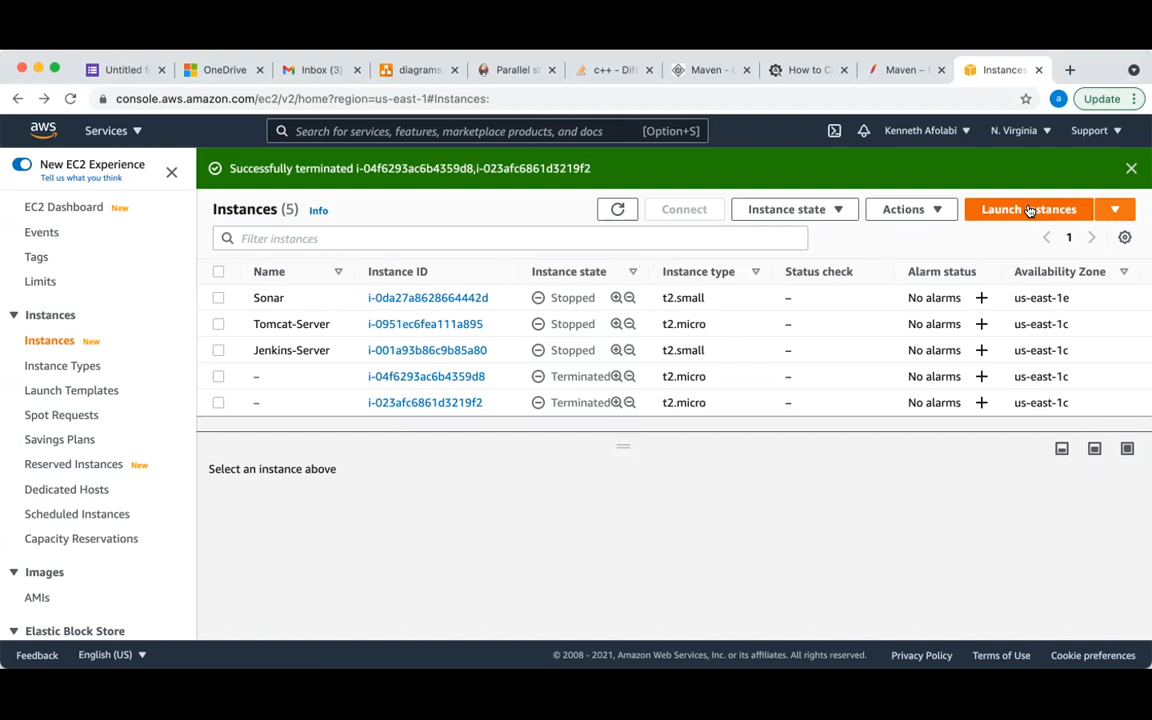 Untitled f
OneDrive
Inbox (3)
diagrams
Parallel st
c++ - Diff
Maven – C
How to C
Maven – I
Instances
console.aws.amazon.com/ec2/v2/home?region=us-east-1#Instances:
a
Update
aws
Services
Search for services, features, marketplace products, and docs
[Option+S]
Kenneth Afolabi
N. Virginia
Support
New EC2 Experience
Tell us what you think
Successfully terminated i-04f6293ac6b4359d8,i-023afc6861d3219f2
EC2 Dashboard New
Events
Tags
Limits
Instances
Instances New
Instance Types
Launch Templates
Spot Requests
Savings Plans
Reserved Instances New
Dedicated Hosts
Scheduled Instances
Capacity Reservations
Images
AMIs
Elastic Block Store
Instances (5) Info
Connect
Instance state
Actions
Launch instances
Filter instances
1
Name Instance ID Instance state Instance type Status check Alarm status Availability Zone
Sonar i-0da27a8628664442d Stopped t2.small – No alarms + us-east-1e
Tomcat-Server i-0951ec6fea111a895 Stopped t2.micro – No alarms + us-east-1c
Jenkins-Server i-001a93b86c9b85a80 Stopped t2.small – No alarms + us-east-1c
– i-04f6293ac6b4359d8 Terminated t2.micro – No alarms + us-east-1c
– i-023afc6861d3219f2 Terminated t2.micro – No alarms + us-east-1c
Select an instance above
Feedback
English (US)
© 2008 - 2021, Amazon Web Services, Inc. or its affiliates. All rights reserved.
Privacy Policy
Terms of Use
Cookie preferences